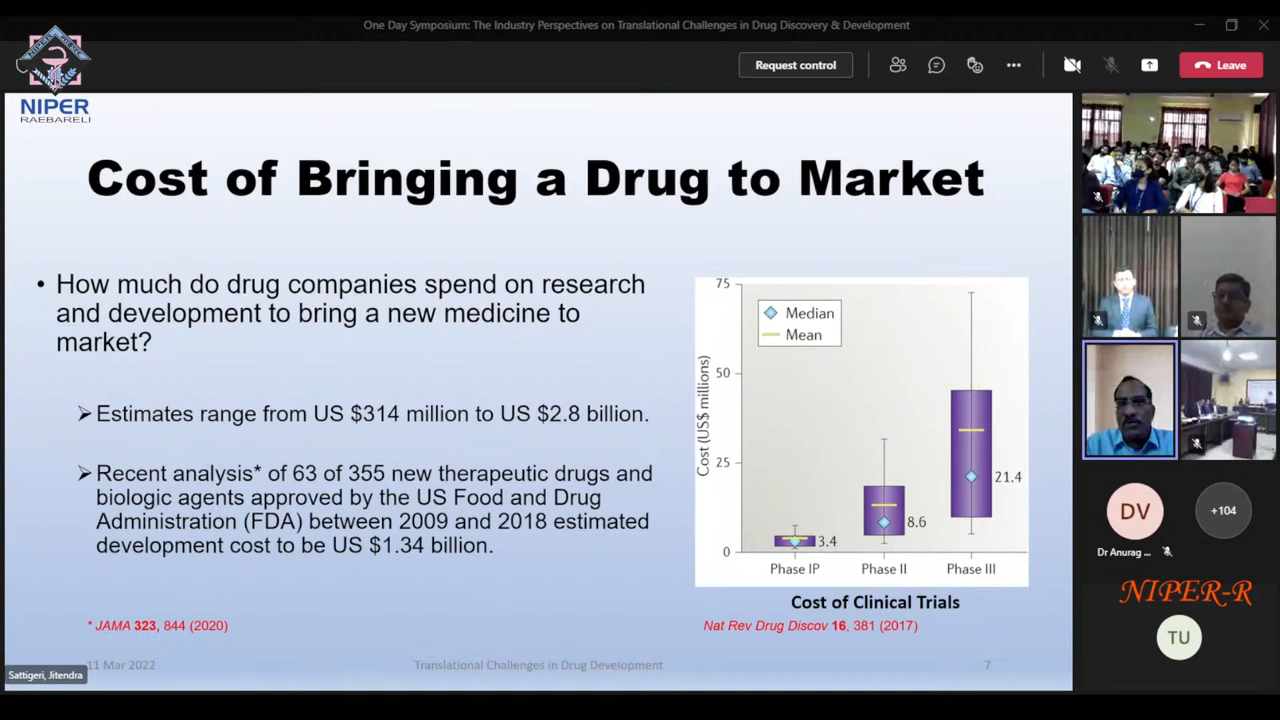 One Day Symposium: The Industry Perspectives on Translational Challenges in Drug Discovery & Development
Request control
Leave
NIPER
RAEBARELI
Cost of Bringing a Drug to Market
• How much do drug companies spend on research
and development to bring a new medicine to
market?
➢ Estimates range from US $314 million to US $2.8 billion.
➢ Recent analysis* of 63 of 355 new therapeutic drugs and
biologic agents approved by the US Food and Drug
Administration (FDA) between 2009 and 2018 estimated
development cost to be US $1.34 billion.
* JAMA 323, 844 (2020)
75
50
25
0
Cost (US$ millions)
Median
Mean
3.4
8.6
21.4
Phase IP
Phase II
Phase III
Cost of Clinical Trials
Nat Rev Drug Discov 16, 381 (2017)
11 Mar 2022
Translational Challenges in Drug Development
7
Sattigeri, Jitendra
DV
+104
Dr Anurag ...
NIPER-R
TU